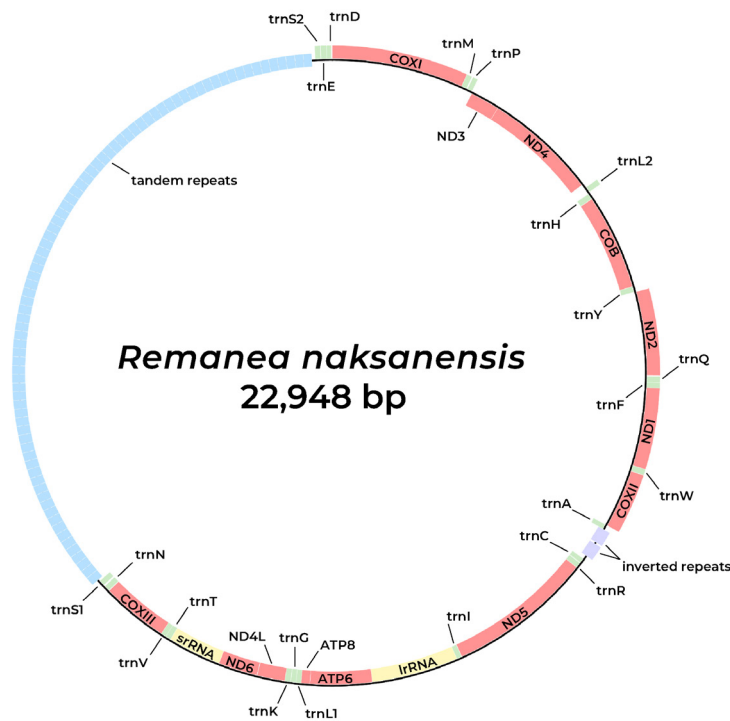 trnS2
trnD
trnE
COXI
trnM
trnP
ND3
ND4
trnL2
trnH
COB
trnY
ND2
trnQ
trnF
ND1
trnW
COXII
trnA
inverted repeats
trnC
trnR
ND5
trnI
lrRNA
ATP8
ATP6
trnL1
trnG
trnK
ND4L
ND6
srRNA
trnT
trnV
COXIII
trnN
trnS1
tandem repeats
Remanea naksanensis
22,948 bp